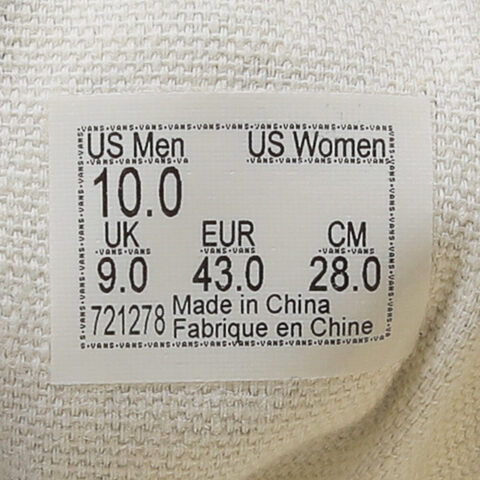 US Men US Women
10.0
UK EUR CM
9.0 43.0 28.0
721278 Made in China
Fabrique en Chine